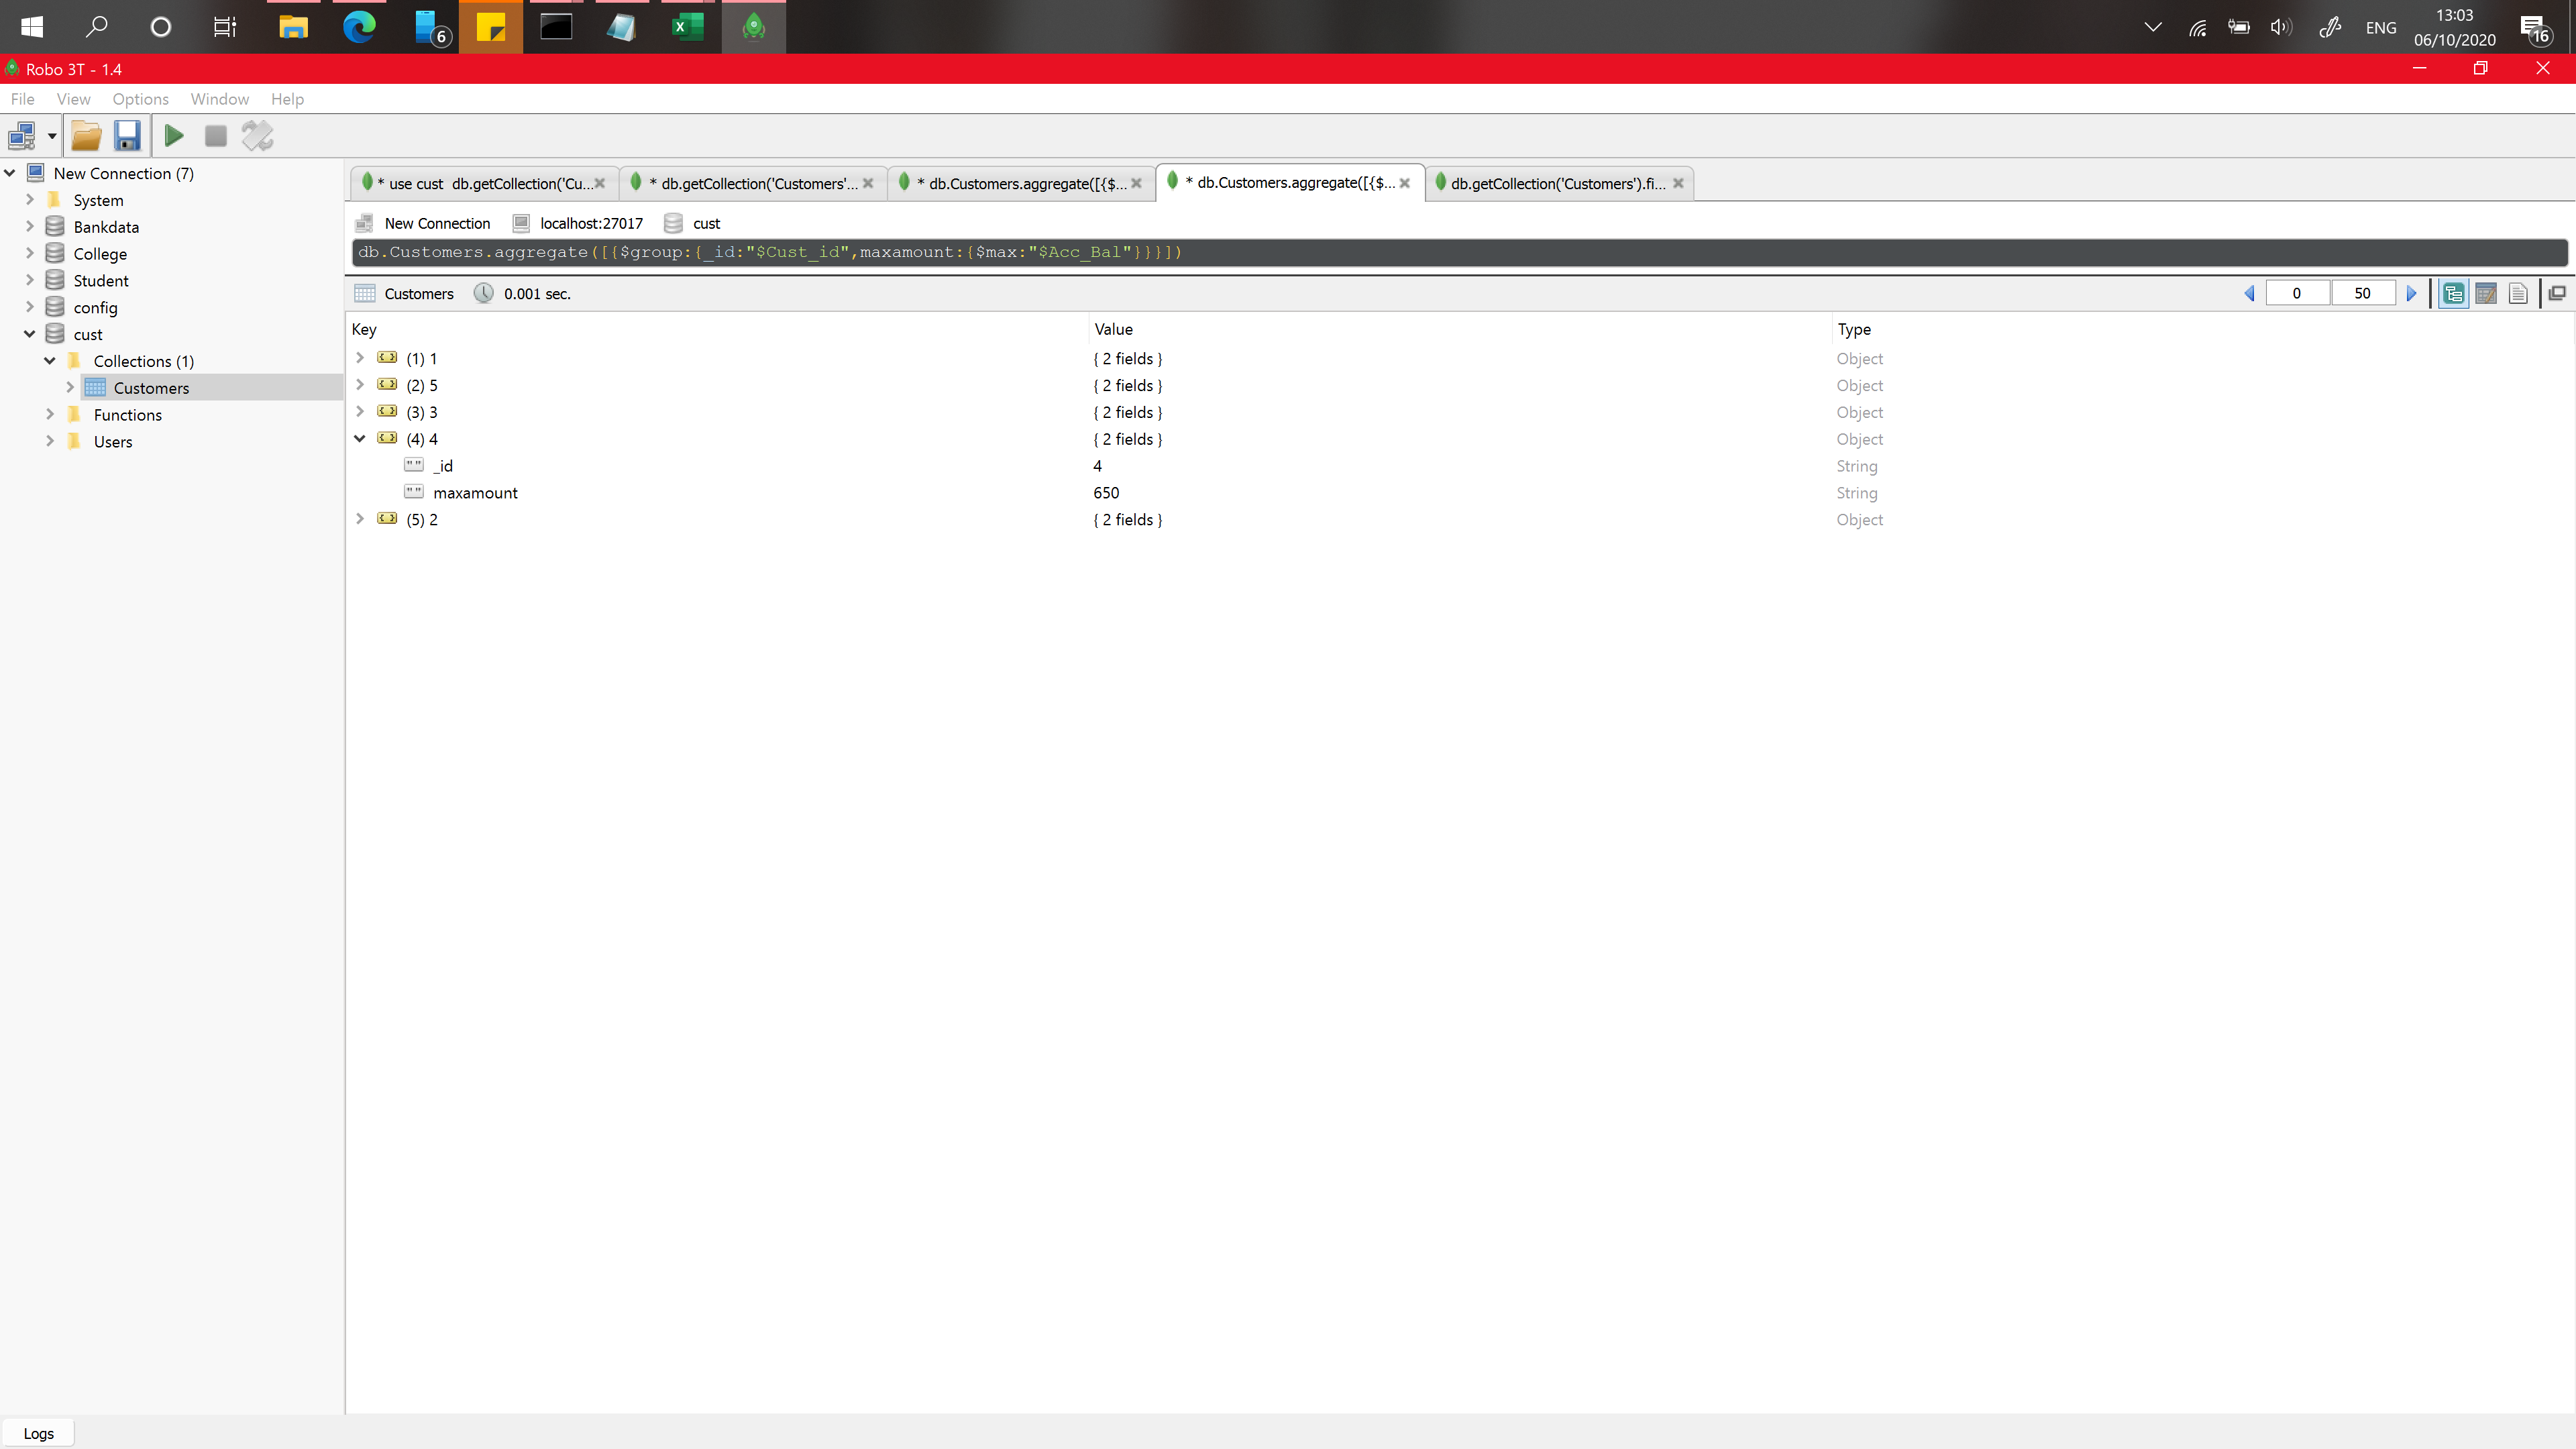 6
ENG
13:03
06/10/2020
16
Robo 3T - 1.4
File View Options Window Help
New Connection (7)
System
Bankdata
College
Student
config
cust
Collections (1)
Customers
Functions
Users
* use cust db.getCollection('Cu...
* db.getCollection('Customers'...
* db.Customers.aggregate([{$...
* db.Customers.aggregate([{$...
db.getCollection('Customers').fi...
New Connection localhost:27017 cust
db.Customers.aggregate([{$group:{_id:"$Cust_id",maxamount:{$max:"$Acc_Bal"}}}])
Customers 0.001 sec. 0 50
Key Value Type
(1) 1 { 2 fields } Object
(2) 5 { 2 fields } Object
(3) 3 { 2 fields } Object
(4) 4 { 2 fields } Object
_id 4 String
maxamount 650 String
(5) 2 { 2 fields } Object
Logs